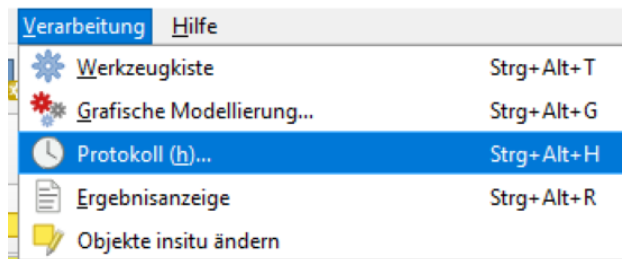 Verarbeitung Hilfe
Werkzeugkiste Strg+Alt+T
Grafische Modellierung... Strg+Alt+G
Protokoll (h)... Strg+Alt+H
Ergebnisanzeige Strg+Alt+R
Objekte insitu ändern